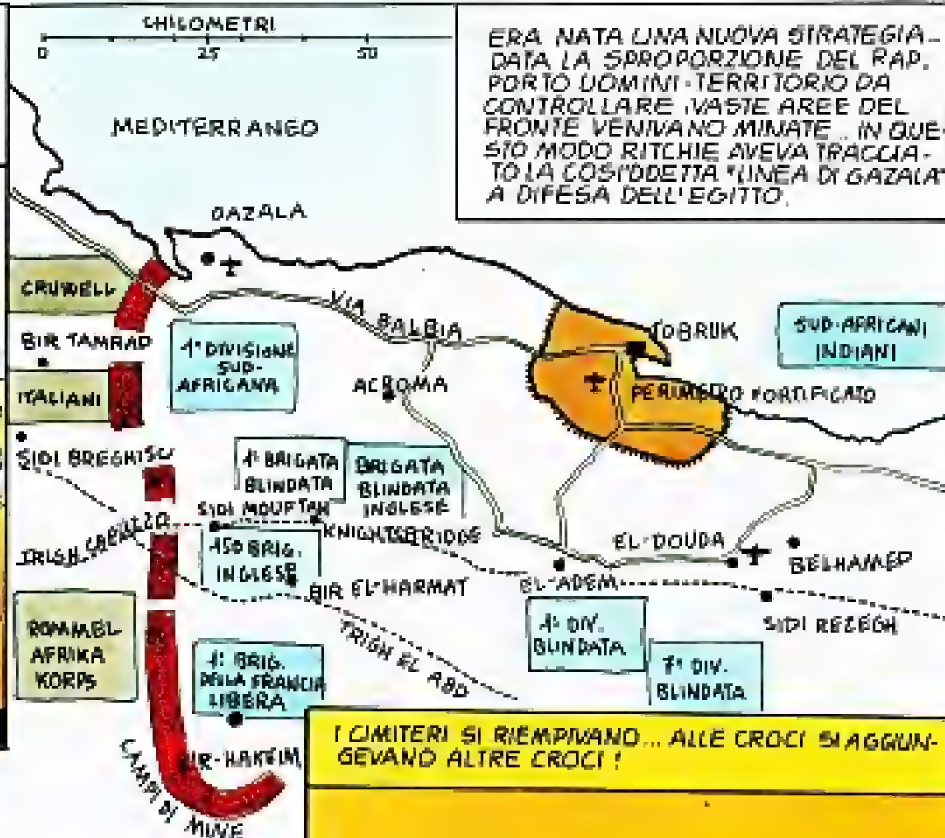 CHILOMETRI
0 25 50
ERA NATA UNA NUOVA STRATEGIA..
DATA LA SPROPORZIONE DEL RAP.
PORTO UOMINI-TERRITORIO DA
CONTROLLARE, VASTE AREE DEL
FRONTE VENIVANO MINATE... IN QUE-
STO MODO RITCHIE AVEVA TRACCIA-
TO LA COSIDDETTA "LINEA DI GAZALA"
A DIFESA DELL'EGITTO.
MEDITERRANEO
GAZALA
CRUWELL
VIA BALBIA
TOBRUK
SUD-AFRICANI
INDIANI
BIR TAMRAD
1ª DIVISIONE
SUD-
AFRICANA
ACROMA
PERIMETRO FORTIFICATO
ITALIANI
SIDI BREGHISC
1ª BRIGATA
BLINDATA
BRIGATA
BLINDATA
INGLESE
SIDI MOUFTAH
KNIGHTSBRIDGE
TRIGH CAPUZZO
150 BRIG.
INGLESE
EL-DOUDA
BELHAMED
BIR EL-HARMAT
EL-ADEM
SIDI REZEGH
ROMMEL
AFRIKA
KORPS
TRIGH EL ABD
1ª DIV.
BLINDATA
7ª DIV.
BLINDATA
1ª BRIG.
DELLA FRANCIA
LIBERA
BIR-HAKEIM
CAMPI DI MINE
I CIMITERI SI RIEMPIVANO... ALLE CROCI SI AGGIUN-
GEVANO ALTRE CROCI!